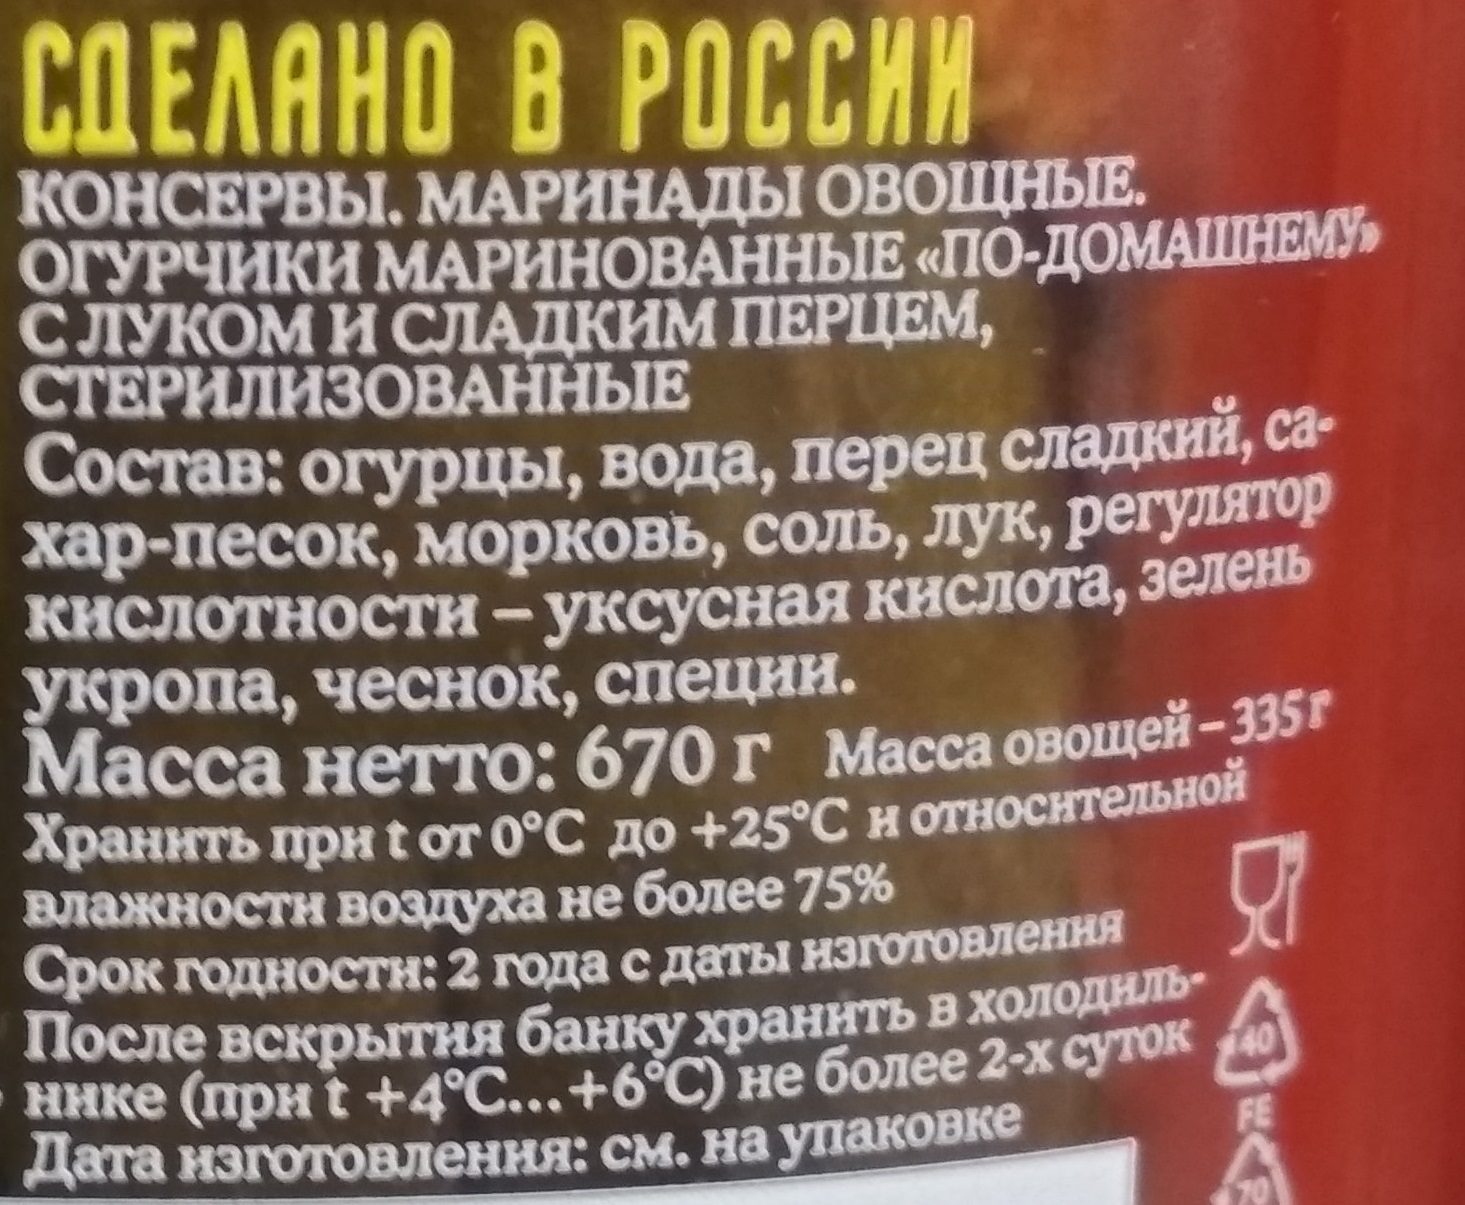 СДЕЛАНО В РОССИИ
КОНСЕРВЫ. МАРИНАДЫ ОВОЩНЫЕ.
ОГУРЧИКИ МАРИНОВАННЫЕ «ПО-ДОМАШНЕМУ»
С ЛУКОМ И СЛАДКИМ ПЕРЦЕМ,
СТЕРИЛИЗОВАННЫЕ
Состав: огурцы, вода, перец сладкий, са-
хар-песок, морковь, соль, лук, регулятор
кислотности – уксусная кислота, зелень
укропа, чеснок, специи.
Масса нетто: 670 г Масса овощей – 335 г
Хранить при t от 0°C до +25°C и относительной
влажности воздуха не более 75%
Срок годности: 2 года с даты изготовления
После вскрытия банку хранить в холодиль-
нике (при t +4°C...+6°C) не более 2-х суток
Дата изготовления: см. на упаковке
40
FE
70